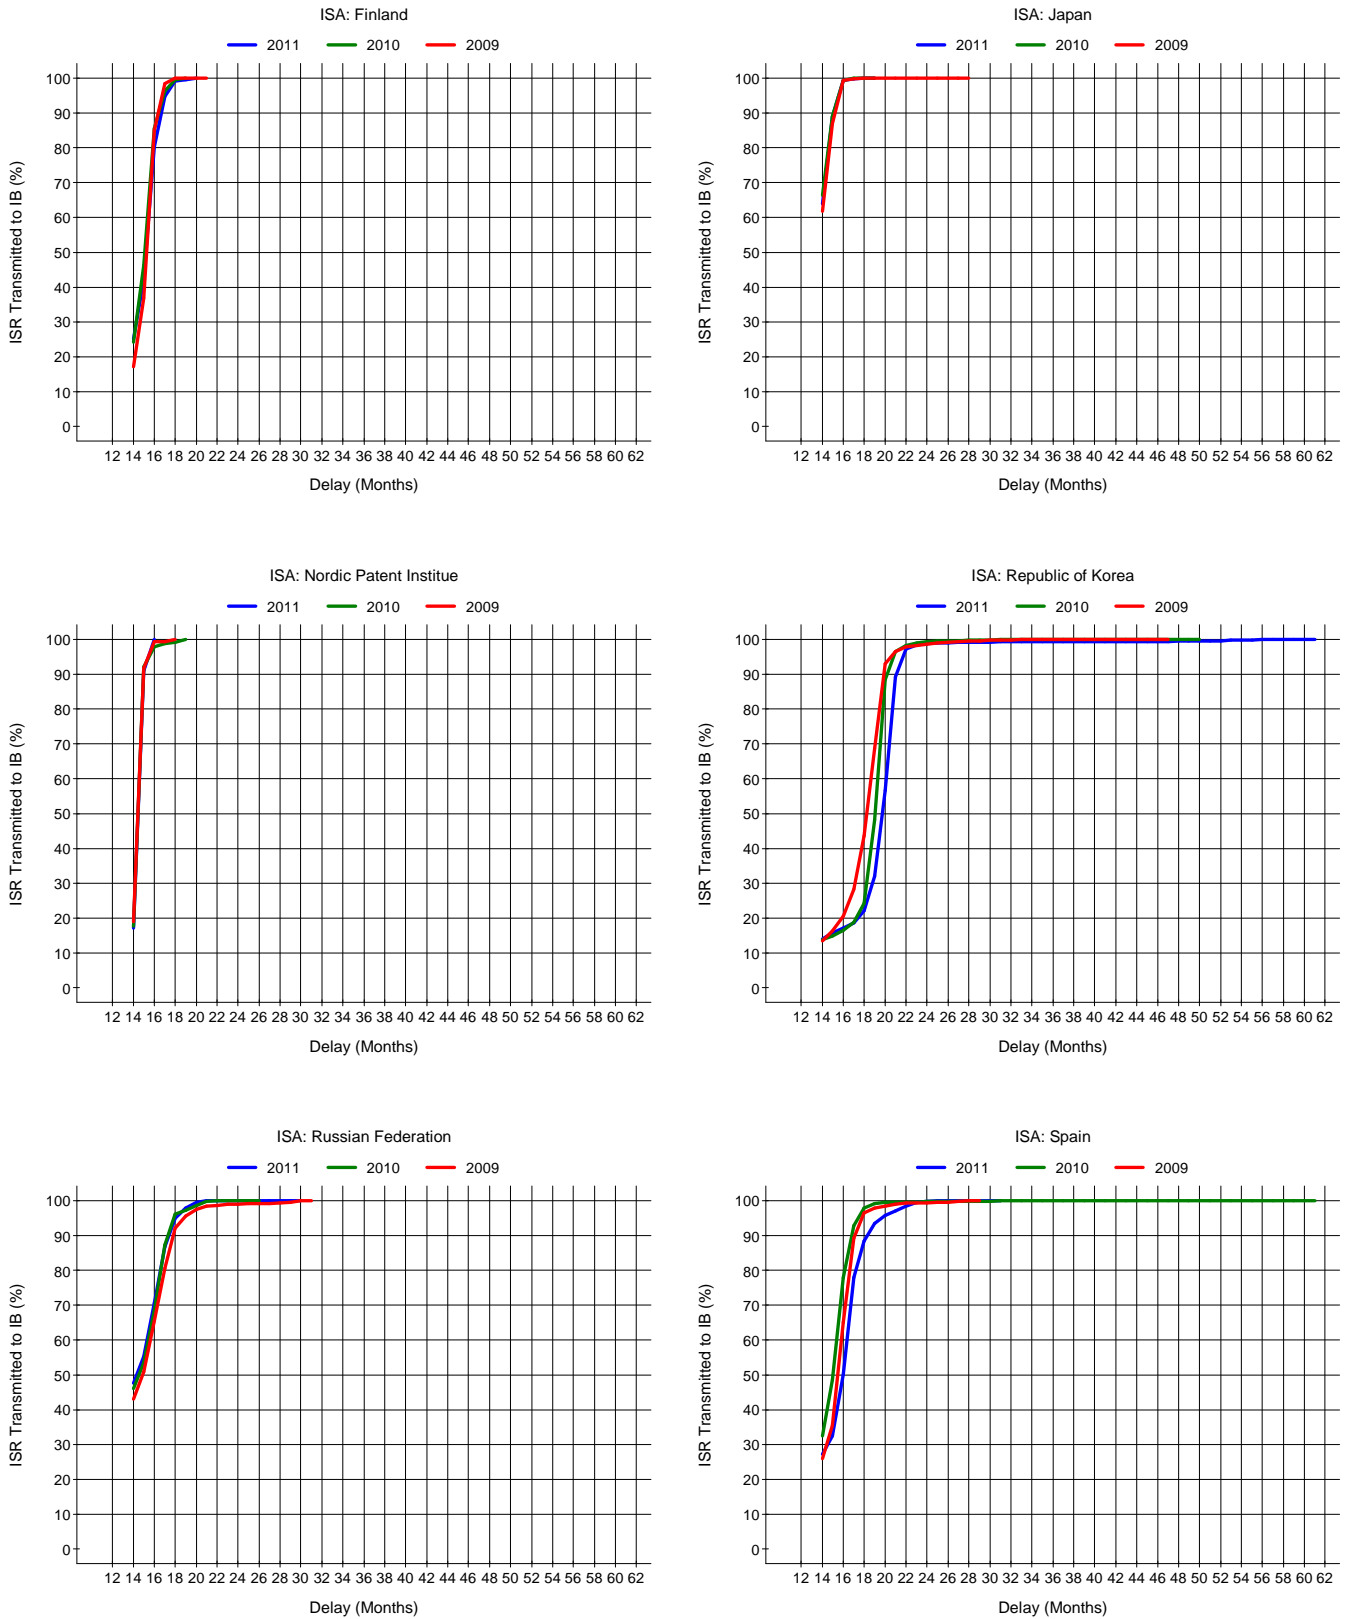 ISA: Finland
2011 2010 2009
100
90
80
70
60
50
40
30
20
10
0
ISR Transmitted to IB (%)
12 14 16 18 20 22 24 26 28 30 32 34 36 38 40 42 44 46 48 50 52 54 56 58 60 62
Delay (Months)
ISA: Japan
2011 2010 2009
100
90
80
70
60
50
40
30
20
10
0
ISR Transmitted to IB (%)
12 14 16 18 20 22 24 26 28 30 32 34 36 38 40 42 44 46 48 50 52 54 56 58 60 62
Delay (Months)
ISA: Nordic Patent Institue
2011 2010 2009
100
90
80
70
60
50
40
30
20
10
0
ISR Transmitted to IB (%)
12 14 16 18 20 22 24 26 28 30 32 34 36 38 40 42 44 46 48 50 52 54 56 58 60 62
Delay (Months)
ISA: Republic of Korea
2011 2010 2009
100
90
80
70
60
50
40
30
20
10
0
ISR Transmitted to IB (%)
12 14 16 18 20 22 24 26 28 30 32 34 36 38 40 42 44 46 48 50 52 54 56 58 60 62
Delay (Months)
ISA: Russian Federation
2011 2010 2009
100
90
80
70
60
50
40
30
20
10
0
ISR Transmitted to IB (%)
12 14 16 18 20 22 24 26 28 30 32 34 36 38 40 42 44 46 48 50 52 54 56 58 60 62
Delay (Months)
ISA: Spain
2011 2010 2009
100
90
80
70
60
50
40
30
20
10
0
ISR Transmitted to IB (%)
12 14 16 18 20 22 24 26 28 30 32 34 36 38 40 42 44 46 48 50 52 54 56 58 60 62
Delay (Months)